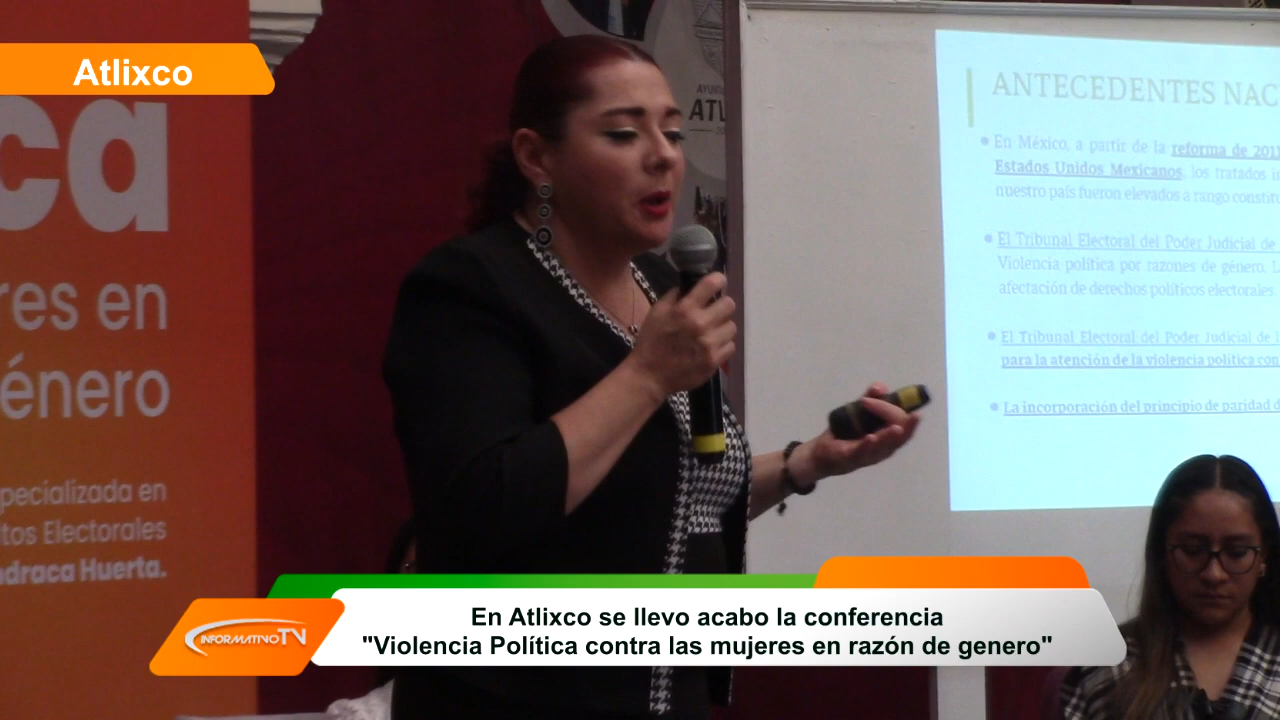 Atlixco
ca
res en
énero
pecializada en
tos Electorales
ndraca Huerta.
AYUNT
ATL
ANTECEDENTES NAC
En México, a partir de la reforma de 2011
Estados Unidos Mexicanos, los tratados i
nuestro país fueron elevados a rango constitu
El Tribunal Electoral del Poder Judicial de
Violencia política por razones de género. L
afectación de derechos políticos electorales.
El Tribunal Electoral del Poder Judicial de l
para la atención de la violencia política con
La incorporación del principio de paridad d
En Atlixco se llevo acabo la conferencia
"Violencia Política contra las mujeres en razón de genero"
INFORMATIVO TV